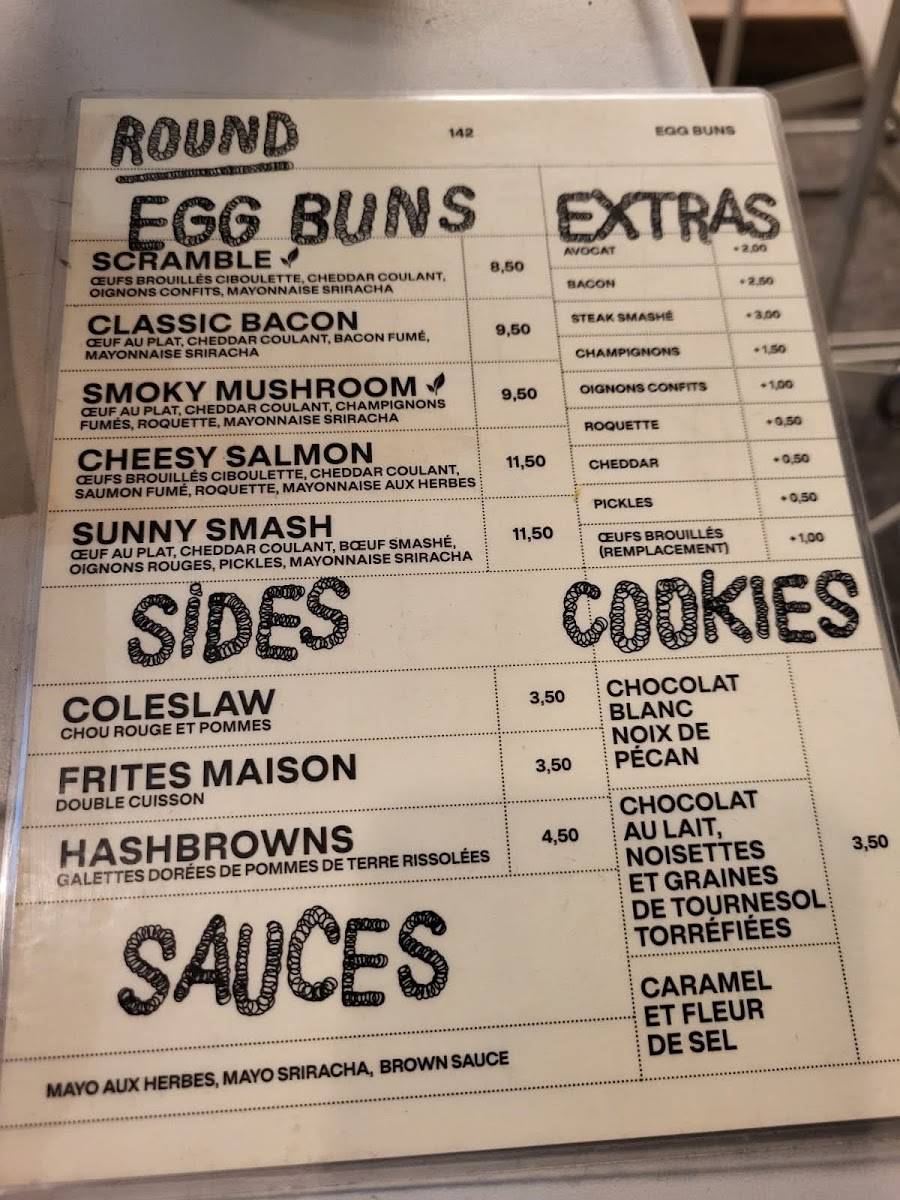 ROUND
142
EGG BUNS
EGG BUNS
SCRAMBLE
8,50
ŒUFS BROUILLÉS CIBOULETTE, CHEDDAR COULANT,
OIGNONS CONFITS, MAYONNAISE SRIRACHA
CLASSIC BACON
9,50
ŒUF AU PLAT, CHEDDAR COULANT, BACON FUMÉ,
MAYONNAISE SRIRACHA
SMOKY MUSHROOM
9,50
ŒUF AU PLAT, CHEDDAR COULANT, CHAMPIGNONS
FUMÉS, ROQUETTE, MAYONNAISE SRIRACHA
CHEESY SALMON
11,50
ŒUFS BROUILLÉS CIBOULETTE, CHEDDAR COULANT,
SAUMON FUMÉ, ROQUETTE, MAYONNAISE AUX HERBES
SUNNY SMASH
11,50
ŒUF AU PLAT, CHEDDAR COULANT, BŒUF SMASHÉ,
OIGNONS ROUGES, PICKLES, MAYONNAISE SRIRACHA
EXTRAS
AVOCAT +2,00
BACON +2,50
STEAK SMASHÉ +3,00
CHAMPIGNONS +1,50
OIGNONS CONFITS +1,00
ROQUETTE +0,50
CHEDDAR +0,50
PICKLES +0,50
ŒUFS BROUILLÉS
(REMPLACEMENT) +1,00
SIDES
COLESLAW
3,50
CHOU ROUGE ET POMMES
FRITES MAISON
3,50
DOUBLE CUISSON
HASHBROWNS
4,50
GALETTES DORÉES DE POMMES DE TERRE RISSOLÉES
COOKIES
CHOCOLAT
BLANC
NOIX DE
PÉCAN
CHOCOLAT
AU LAIT,
NOISETTES
ET GRAINES
DE TOURNESOL
TORRÉFIÉES
3,50
CARAMEL
ET FLEUR
DE SEL
SAUCES
MAYO AUX HERBES, MAYO SRIRACHA, BROWN SAUCE